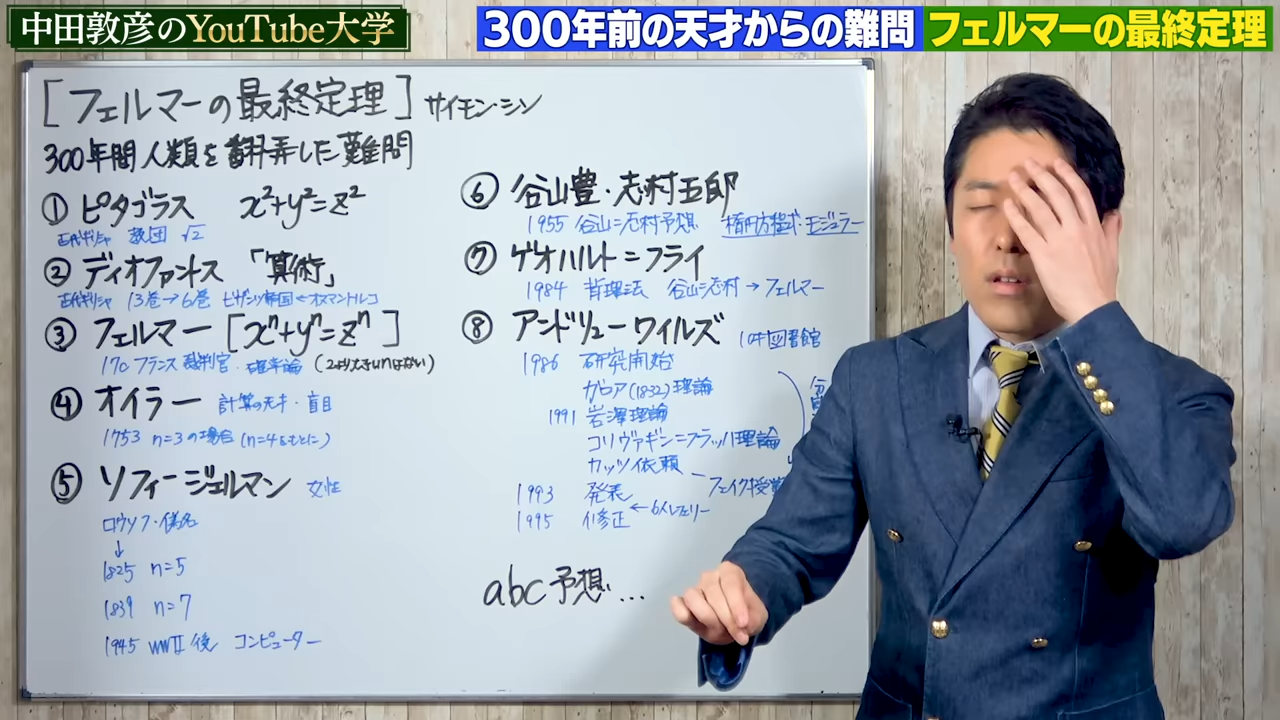 中田敦彦のYouTube大学
300年前の天才からの難問 フェルマーの最終定理
[フェルマーの最終定理] サイモン・シン
300年間人類を翻弄した難問
① ピタゴラス x²+y²=z²
古代ギリシャ 教団 √2
② ディオファントス 「算術」
古代ギリシャ 13巻→6巻 ビザンツ帝国←オスマントルコ
③ フェルマー [xⁿ+yⁿ=zⁿ]
17C フランス 裁判官・確率論 (2より大きいnはない)
④ オイラー 計算の天才・盲目
1753 n=3の場合 (n=4をもとに)
⑤ ソフィー・ジェルマン 女性
↓
1825 n=5
1839 n=7
1945 WWⅡ後 コンピューター
⑥ 谷山豊・志村五郎
1955 谷山=志村予想 楕円方程式・モジュラー
⑦ ゲオハルト=フライ
1984 背理法 谷山志村→フェルマー
⑧ アンドリュー・ワイルズ 10才図書館
1986 研究開始
ガロア(1832)理論
1991 岩澤理論
コリヴァギン=フラッハ理論
カッツ依頼 フェイク授業
1993 発表
1995 修正 ←6人レフェリー
abc予想...